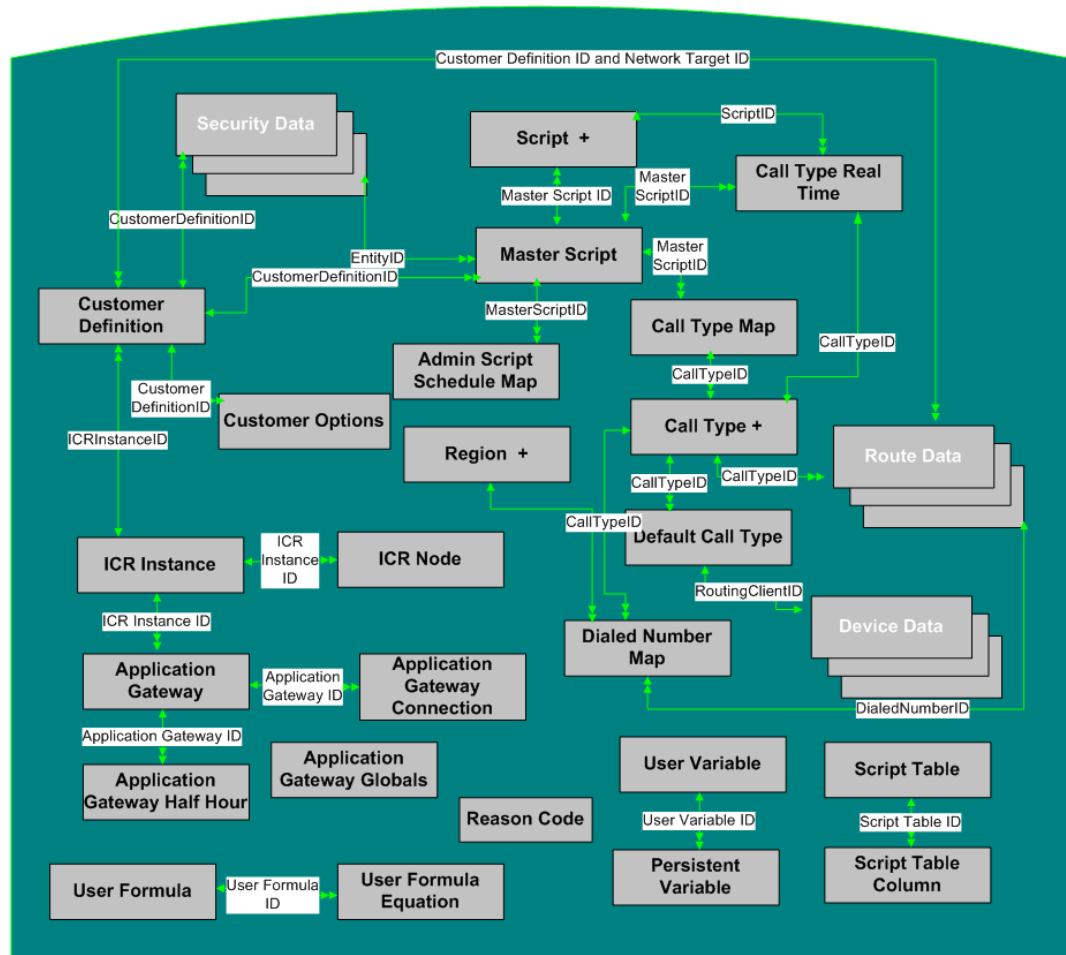 Customer Definition ID and Network Target ID
Security Data
Script +
ScriptID
Call Type Real
Time
Master
ScriptID
Master Script ID
CustomerDefinitionID
EntityID
Master Script
Master
ScriptID
CustomerDefinitionID
Customer
Definition
MasterScriptID
Call Type Map
CallTypeID
Admin Script
Schedule Map
CallTypeID
Customer
DefinitionID
Customer Options
Call Type +
ICRInstanceID
Region +
Route Data
CallTypeID
CallTypeID
CallTypeID
Default Call Type
ICR Instance
ICR
Instance
ID
ICR Node
RoutingClientID
ICR Instance ID
Dialed Number
Map
Device Data
Application
Gateway
Application
Gateway ID
Application
Gateway
Connection
DialedNumberID
Application Gateway ID
Application
Gateway Half Hour
Application
Gateway Globals
User Variable
Script Table
Reason Code
User Variable ID
Script Table ID
User Formula
User Formula
ID
User Formula
Equation
Persistent
Variable
Script Table
Column